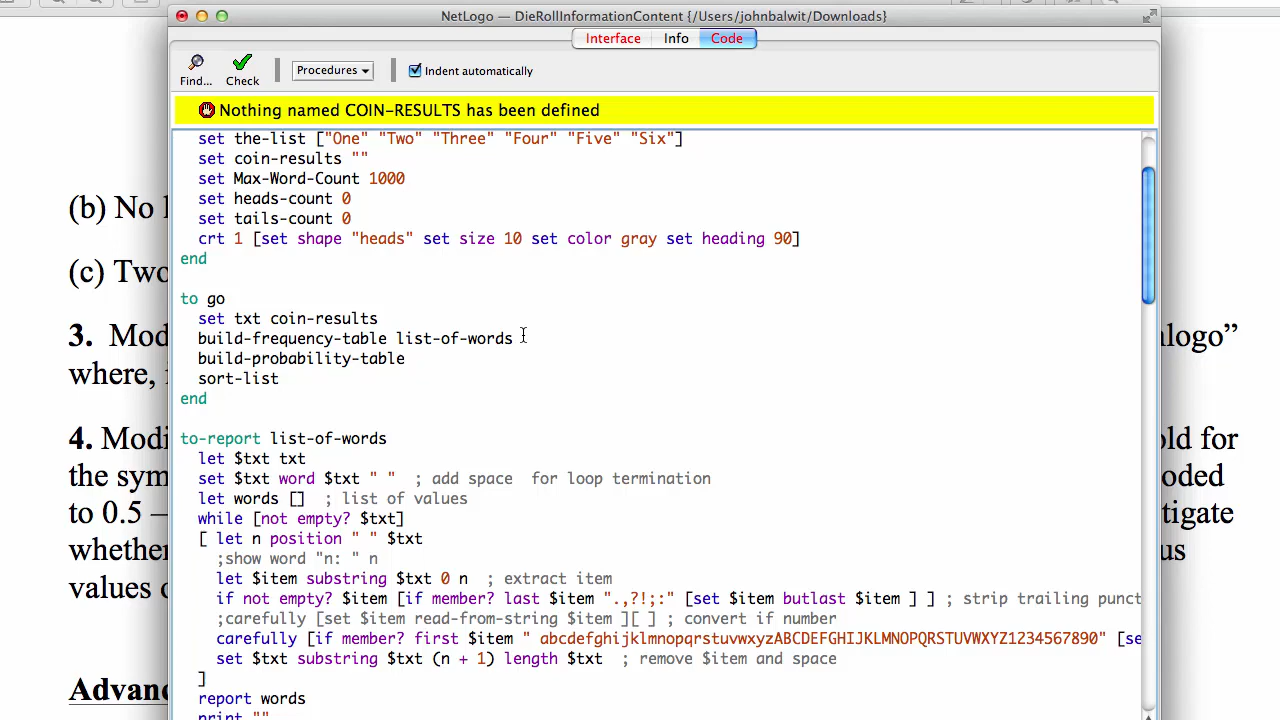 NetLogo — DieRollInformationContent {/Users/johnbalwit/Downloads}
Interface Info Code
Find... Check Procedures Indent automatically
Nothing named COIN-RESULTS has been defined
set the-list ["One" "Two" "Three" "Four" "Five" "Six"]
set coin-results ""
set Max-Word-Count 1000
set heads-count 0
set tails-count 0
crt 1 [set shape "heads" set size 10 set color gray set heading 90]
end
to go
set txt coin-results
build-frequency-table list-of-words
build-probability-table
sort-list
end
to-report list-of-words
let $txt txt
set $txt word $txt " " ; add space  for loop termination
let words [] ; list of values
while [not empty? $txt]
[ let n position " " $txt
;show word "n: " n
let $item substring $txt 0 n ; extract item
if not empty? $item [if member? last $item ".,?!;:" [set $item butlast $item ] ] ; strip trailing punct
;carefully [set $item read-from-string $item ][ ] ; convert if number
carefully [if member? first $item " abcdefghijklmnopqrstuvwxyzABCDEFGHIJKLMNOPQRSTUVWXYZ1234567890" [se
set $txt substring $txt (n + 1) length $txt ; remove $item and space
]
report words
print ""
(b) No
(c) Two
3. Mod
alogo”
where,
4. Modi
old for
the sym
oded
to 0.5 —
tigate
whether
us
values
Advanc